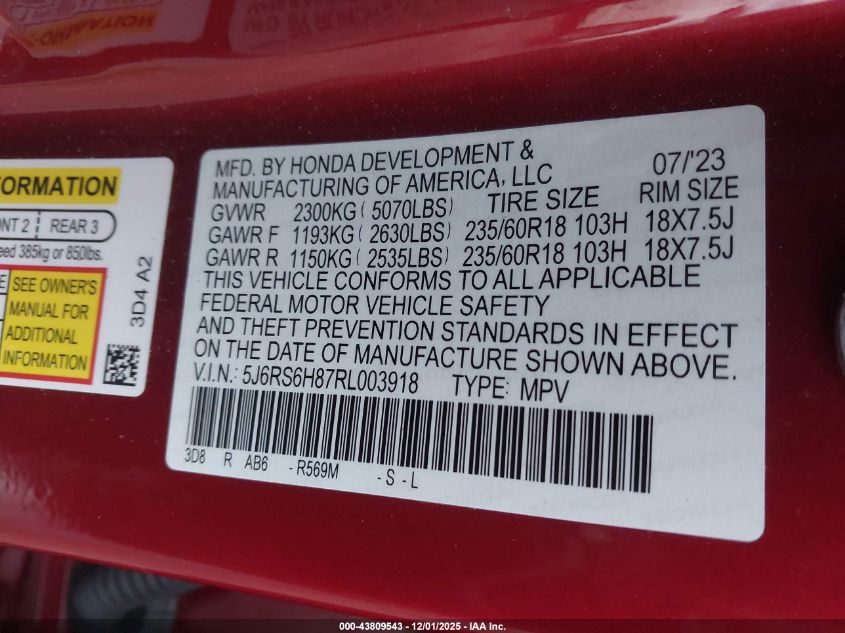 FORMATION
NT 2 REAR 3
eed 385kg or 850lbs.
SEE OWNER'S
MANUAL FOR
ADDITIONAL
INFORMATION
3D4 A2
MFD. BY HONDA DEVELOPMENT & 07/'23
MANUFACTURING OF AMERICA, LLC
GVWR 2300KG ( 5070LBS) TIRE SIZE RIM SIZE
GAWR F 1193KG ( 2630LBS) 235/60R18 103H 18X7.5J
GAWR R 1150KG ( 2535LBS) 235/60R18 103H 18X7.5J
THIS VEHICLE CONFORMS TO ALL APPLICABLE
FEDERAL MOTOR VEHICLE SAFETY
AND THEFT PREVENTION STANDARDS IN EFFECT
ON THE DATE OF MANUFACTURE SHOWN ABOVE.
V.I.N.: 5J6RS6H87RL003918 TYPE: MPV
3D8 R AB6 -R569M -S-L
000-43809543 - 12/01/2025 - IAA Inc.